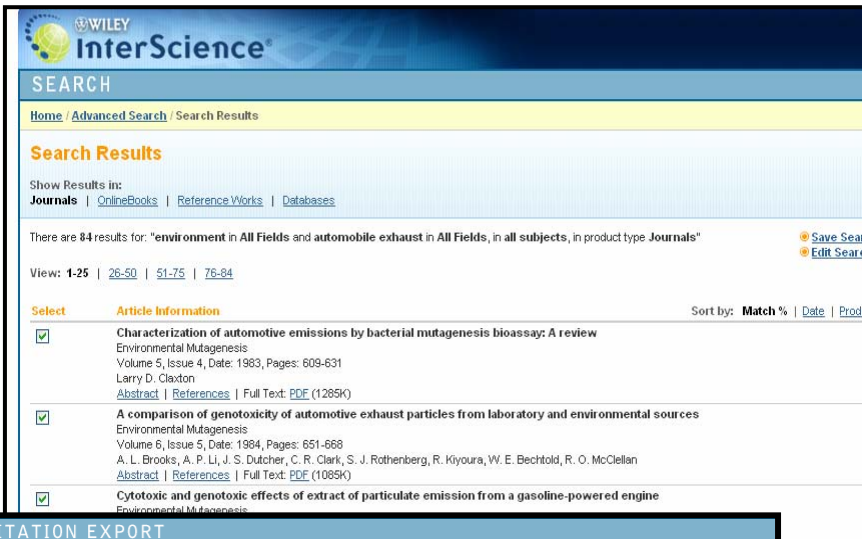 WILEY
InterScience®
SEARCH
Home / Advanced Search / Search Results
Search Results
Show Results in:
Journals | OnlineBooks | Reference Works | Databases
There are 84 results for: "environment in All Fields and automobile exhaust in All Fields, in all subjects, in product type Journals"
Save Sear
Edit Sear
View: 1-25 | 26-50 | 51-75 | 76-84
Select Article Information Sort by: Match % | Date | Prod
Characterization of automotive emissions by bacterial mutagenesis bioassay: A review
Environmental Mutagenesis
Volume 5, Issue 4, Date: 1983, Pages: 609-631
Larry D. Claxton
Abstract | References | Full Text: PDF (1285K)
A comparison of genotoxicity of automotive exhaust particles from laboratory and environmental sources
Environmental Mutagenesis
Volume 6, Issue 5, Date: 1984, Pages: 651-668
A. L. Brooks, A. P. Li, J. S. Dutcher, C. R. Clark, S. J. Rothenberg, R. Kiyoura, W. E. Bechtold, R. O. McClellan
Abstract | References | Full Text: PDF (1085K)
Cytotoxic and genotoxic effects of extract of particulate emission from a gasoline-powered engine
Environmental Mutagenesis
ITATION EXPORT